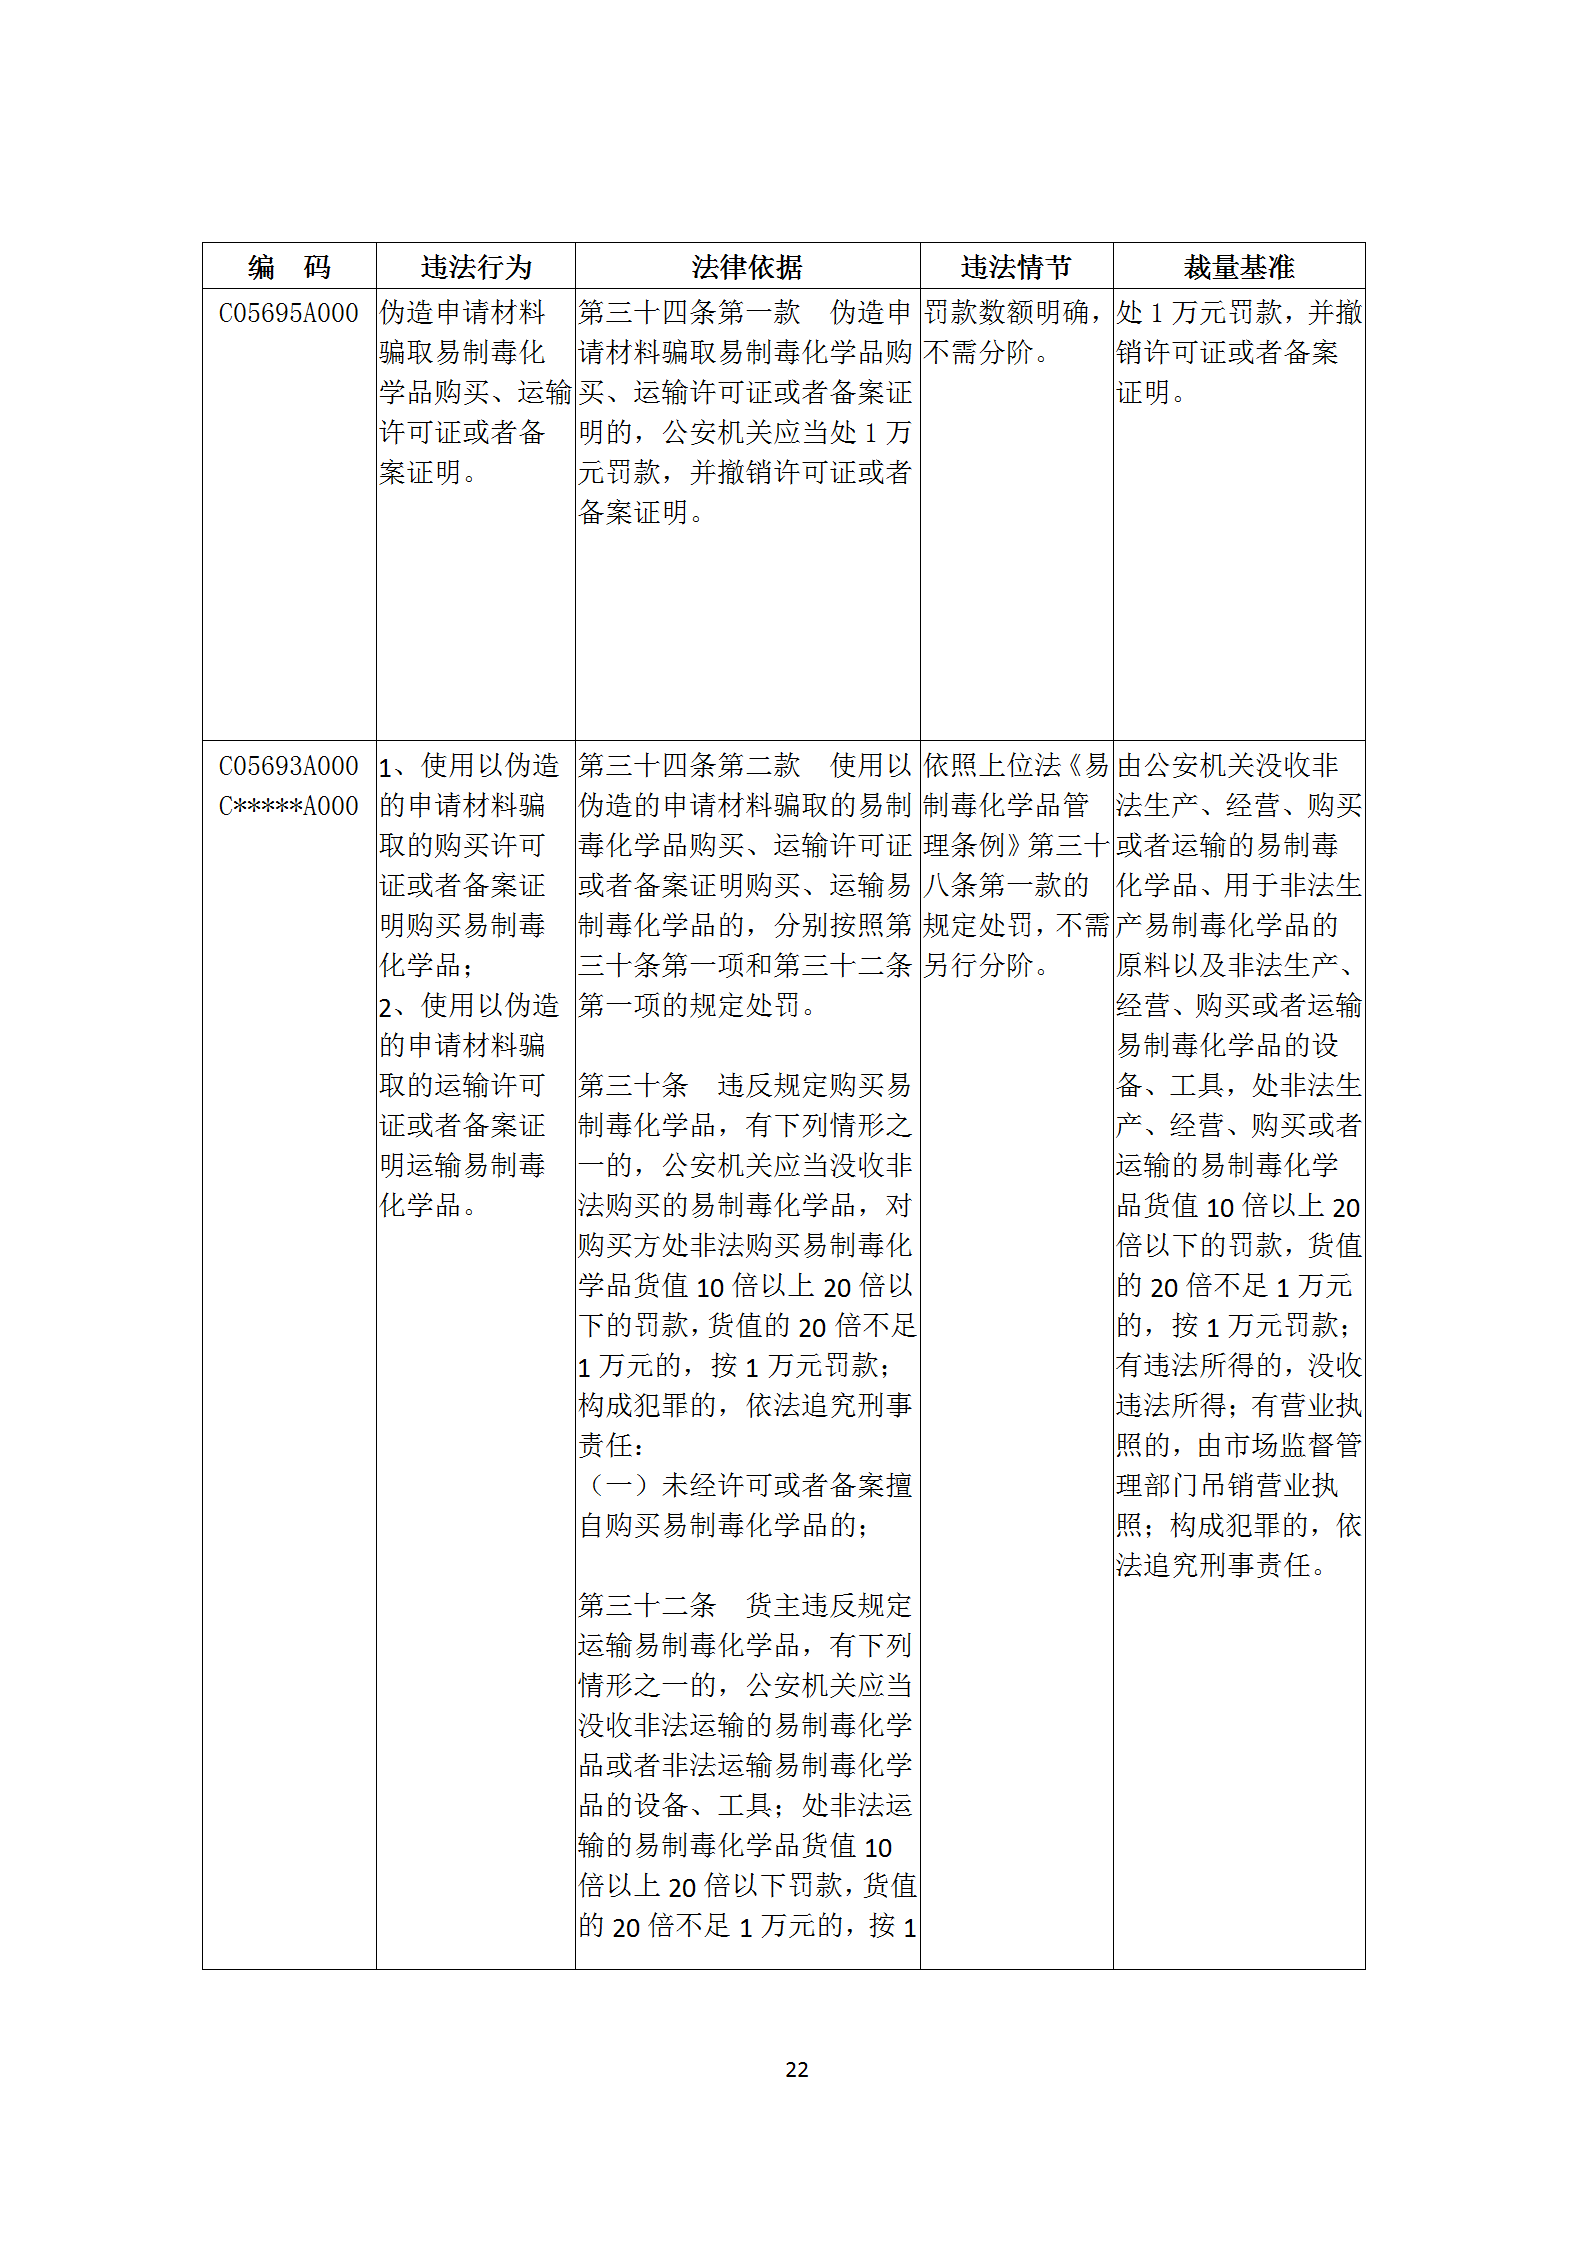 编　码
违法行为
法律依据
违法情节
裁量基准
C05695A000
伪造申请材料
骗取易制毒化
学品购买、运输
许可证或者备
案证明。
第三十四条第一款　伪造申
请材料骗取易制毒化学品购
买、运输许可证或者备案证
明的，公安机关应当处 1 万
元罚款，并撤销许可证或者
备案证明。
罚款数额明确，
不需分阶。
处 1 万元罚款，并撤
销许可证或者备案
证明。
C05693A000
C*****A000
1、使用以伪造
的申请材料骗
取的购买许可
证或者备案证
明购买易制毒
化学品；
2、使用以伪造
的申请材料骗
取的运输许可
证或者备案证
明运输易制毒
化学品。
第三十四条第二款　使用以
伪造的申请材料骗取的易制
毒化学品购买、运输许可证
或者备案证明购买、运输易
制毒化学品的，分别按照第
三十条第一项和第三十二条
第一项的规定处罚。
第三十条　违反规定购买易
制毒化学品，有下列情形之
一的，公安机关应当没收非
法购买的易制毒化学品，对
购买方处非法购买易制毒化
学品货值 10 倍以上 20 倍以
下的罚款，货值的 20 倍不足
1 万元的，按 1 万元罚款；
构成犯罪的，依法追究刑事
责任：
（一）未经许可或者备案擅
自购买易制毒化学品的；
第三十二条　货主违反规定
运输易制毒化学品，有下列
情形之一的，公安机关应当
没收非法运输的易制毒化学
品或者非法运输易制毒化学
品的设备、工具；处非法运
输的易制毒化学品货值 10
倍以上 20 倍以下罚款，货值
的 20 倍不足 1 万元的，按 1
依照上位法《易
制毒化学品管
理条例》第三十
八条第一款的
规定处罚，不需
另行分阶。
由公安机关没收非
法生产、经营、购买
或者运输的易制毒
化学品、用于非法生
产易制毒化学品的
原料以及非法生产、
经营、购买或者运输
易制毒化学品的设
备、工具，处非法生
产、经营、购买或者
运输的易制毒化学
品货值 10 倍以上 20
倍以下的罚款，货值
的 20 倍不足 1 万元
的，按 1 万元罚款；
有违法所得的，没收
违法所得；有营业执
照的，由市场监督管
理部门吊销营业执
照；构成犯罪的，依
法追究刑事责任。
22